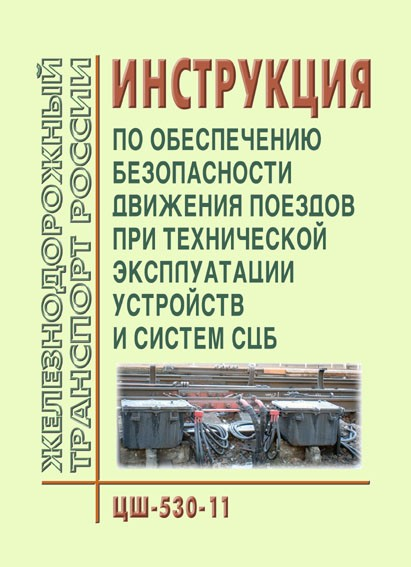 ЖЕЛЕЗНОДОРОЖНЫЙ
ТРАНСПОРТ РОССИИ
ИНСТРУКЦИЯ
ПО ОБЕСПЕЧЕНИЮ
БЕЗОПАСНОСТИ
ДВИЖЕНИЯ ПОЕЗДОВ
ПРИ ТЕХНИЧЕСКОЙ
ЭКСПЛУАТАЦИИ
УСТРОЙСТВ
И СИСТЕМ СЦБ
ЦШ-530-11